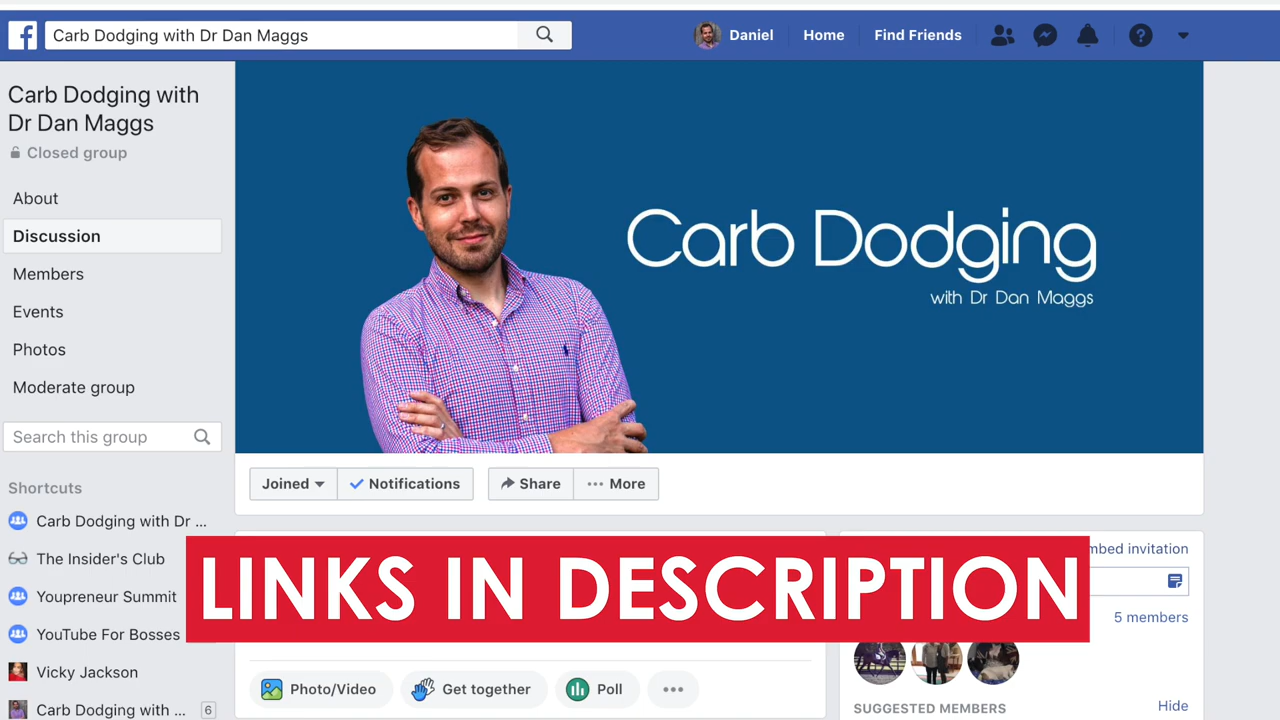 Carb Dodging with Dr Dan Maggs
Daniel
Home
Find Friends
Carb Dodging with
Dr Dan Maggs
Closed group
About
Discussion
Members
Events
Photos
Moderate group
Search this group
Shortcuts
Carb Dodging with Dr ...
The Insider's Club
Youpreneur Summit
YouTube For Bosses
Vicky Jackson
Carb Dodging with ...
6
Carb Dodging
with Dr Dan Maggs
Joined
Notifications
Share
More
LINKS IN DESCRIPTION
Photo/Video
Get together
Poll
mbed invitation
5 members
SUGGESTED MEMBERS
Hide